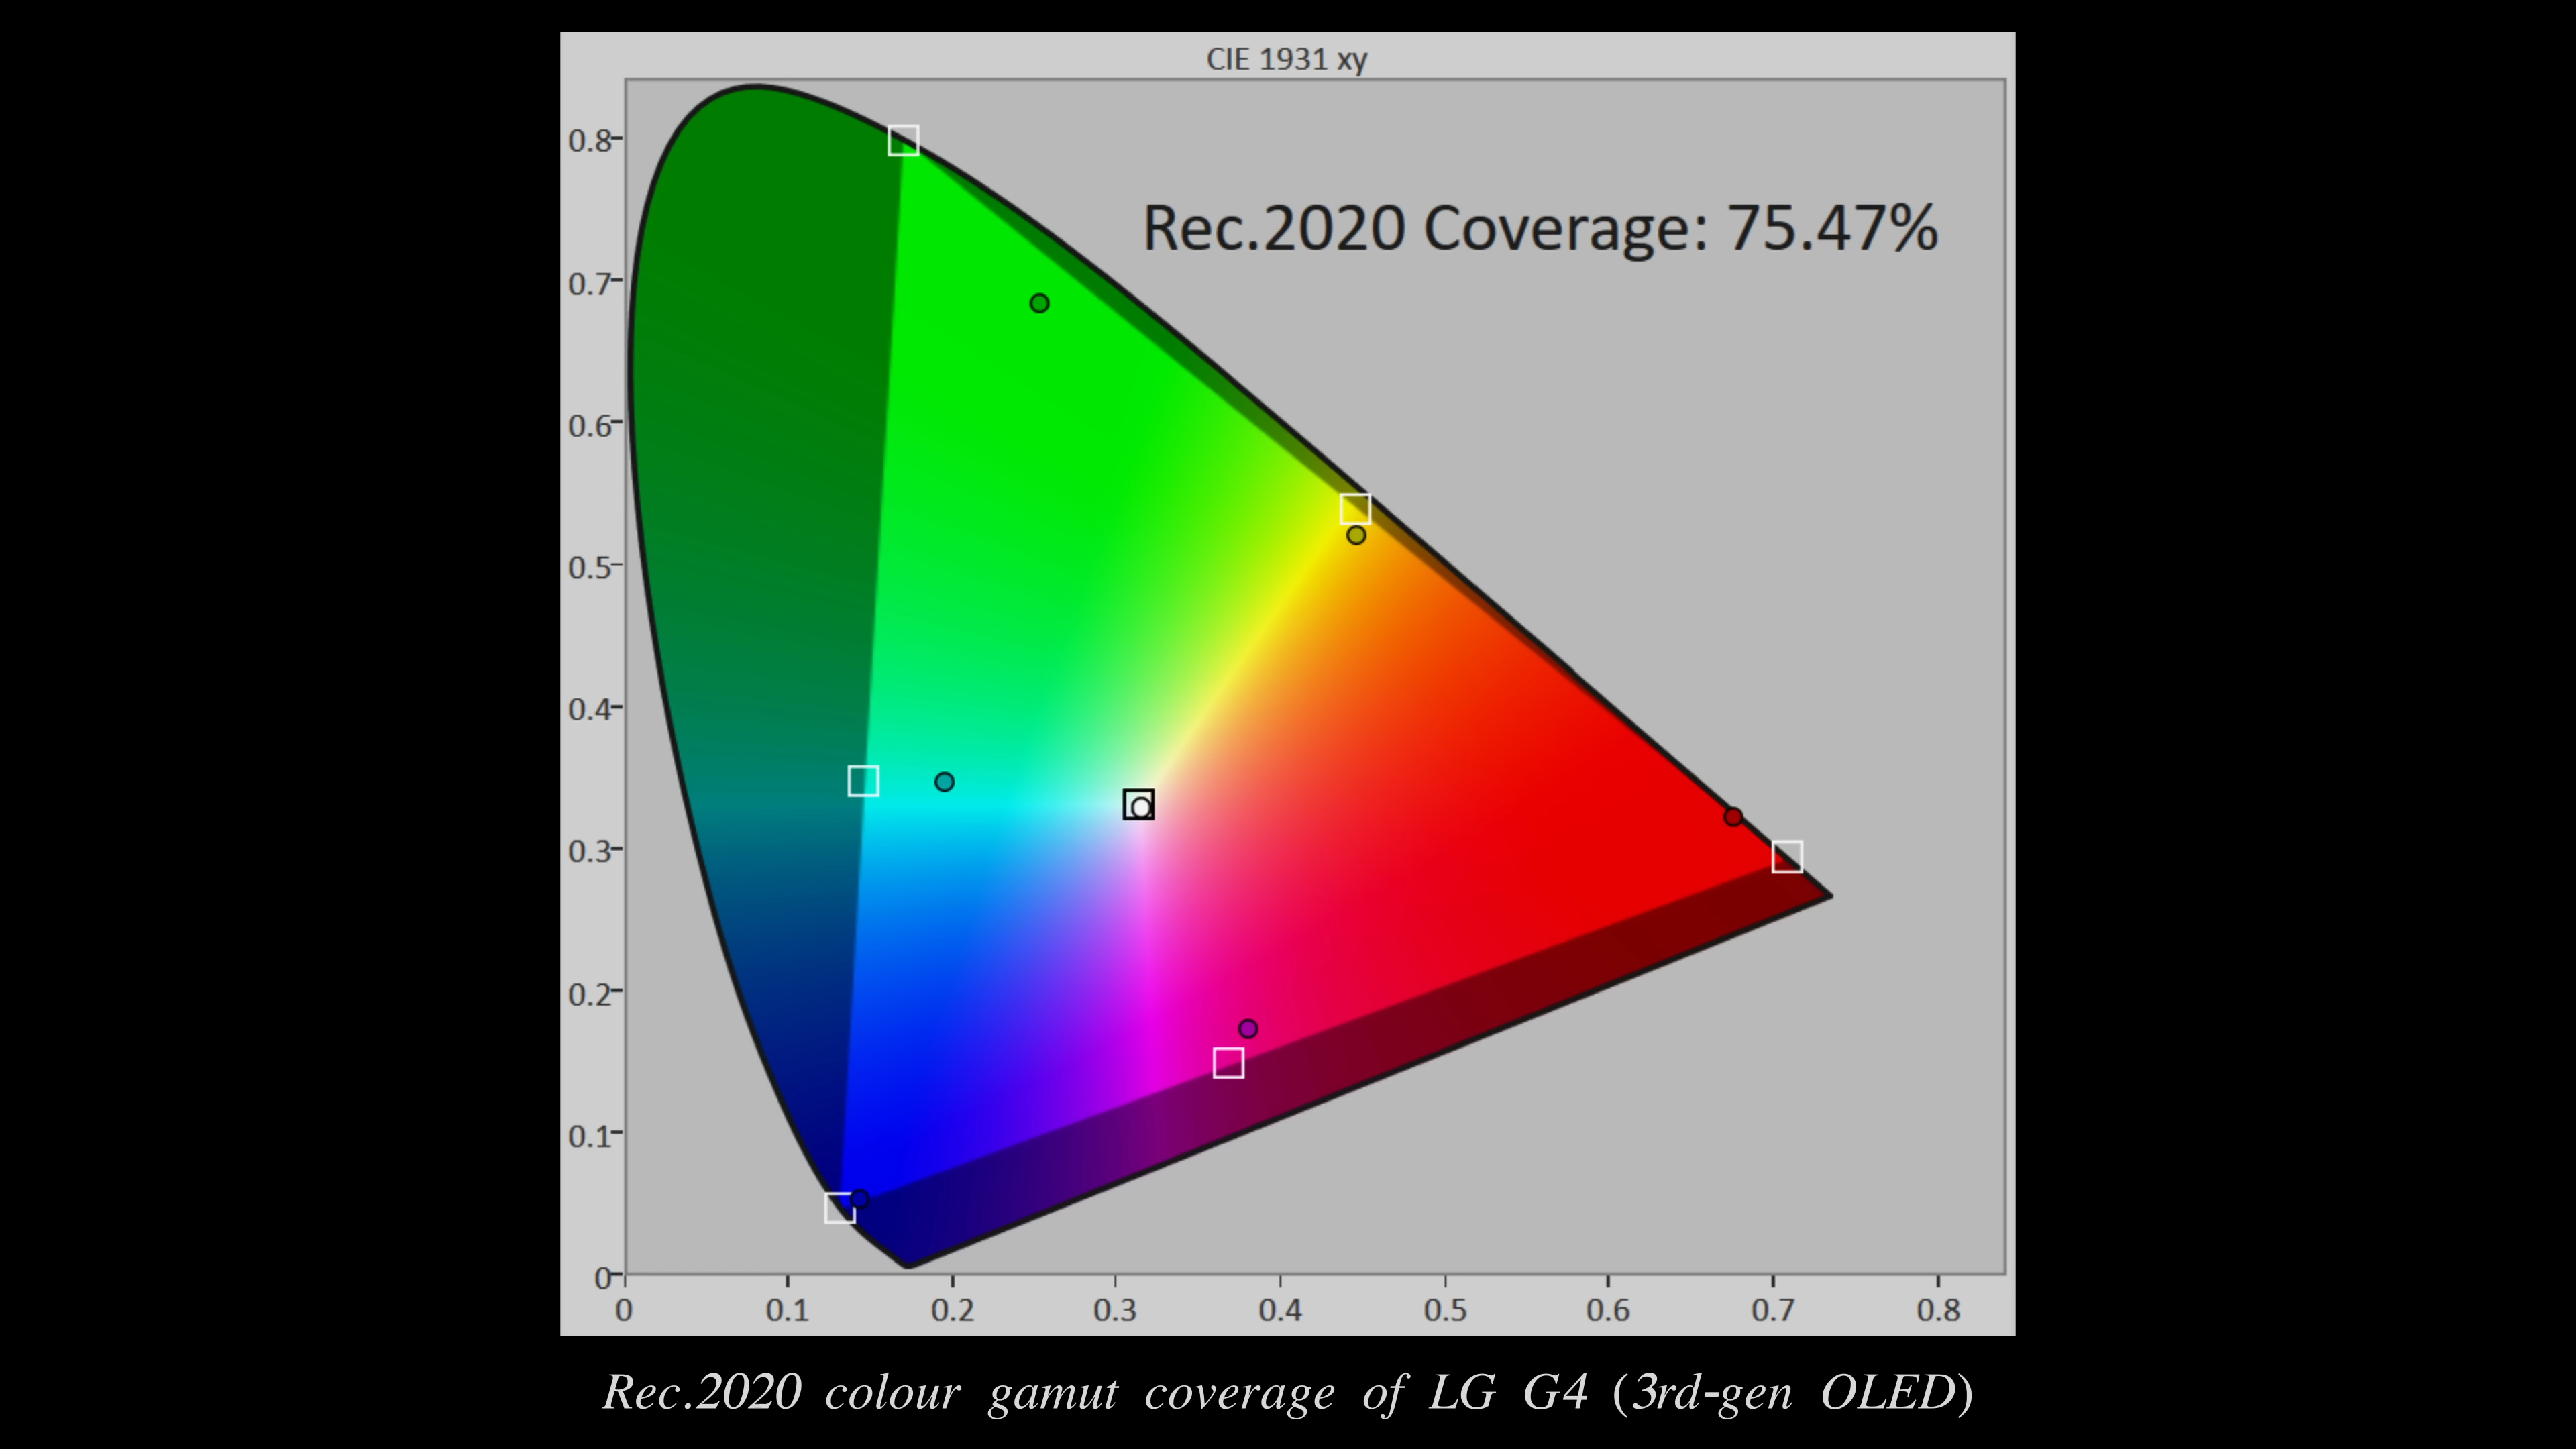 CIE 1931 xy
Rec.2020 Coverage: 75.47%
0.8
0.7
0.6
0.5
0.4
0.3
0.2
0.1
0
0 0.1 0.2 0.3 0.4 0.5 0.6 0.7 0.8
Rec.2020 colour gamut coverage of LG G4 (3rd-gen OLED)